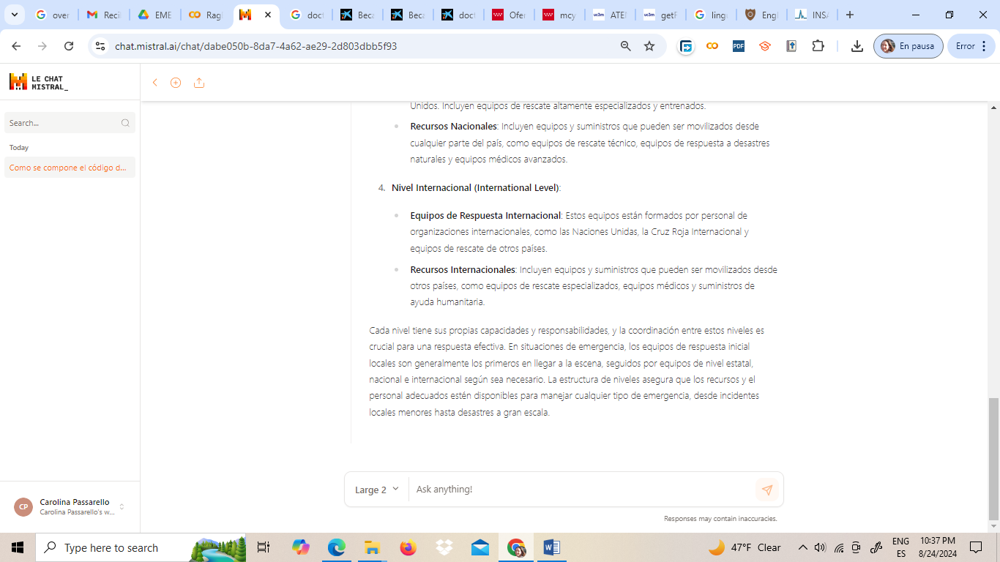 over
Reci
EME
Rag
doct
Beca
Beca
doct
Ofer
mcy
ATEI
getF
ling
Engl
INSA
chat.mistral.ai/chat/dabe050b-8da7-4a62-ae29-2d803dbb5f93
PDF
En pausa
Error
LE CHAT
MISTRAL_
Search...
Today
Como se compone el código d...
Unidos. Incluyen equipos de rescate altamente especializados y entrenados.
Recursos Nacionales: Incluyen equipos y suministros que pueden ser movilizados desde
cualquier parte del país, como equipos de rescate técnico, equipos de respuesta a desastres
naturales y equipos médicos avanzados.
4. Nivel Internacional (International Level):
Equipos de Respuesta Internacional: Estos equipos están formados por personal de
organizaciones internacionales, como las Naciones Unidas, la Cruz Roja Internacional y
equipos de rescate de otros países.
Recursos Internacionales: Incluyen equipos y suministros que pueden ser movilizados desde
otros países, como equipos de rescate especializados, equipos médicos y suministros de
ayuda humanitaria.
Cada nivel tiene sus propias capacidades y responsabilidades, y la coordinación entre estos niveles es
crucial para una respuesta efectiva. En situaciones de emergencia, los equipos de respuesta inicial
locales son generalmente los primeros en llegar a la escena, seguidos por equipos de nivel estatal,
nacional e internacional según sea necesario. La estructura de niveles asegura que los recursos y el
personal adecuados estén disponibles para manejar cualquier tipo de emergencia, desde incidentes
locales menores hasta desastres a gran escala.
Large 2 Ask anything!
Responses may contain inaccuracies.
CP
Carolina Passarello
Carolina Passarello's w...
Type here to search
47°F Clear
ENG
ES
10:37 PM
8/24/2024